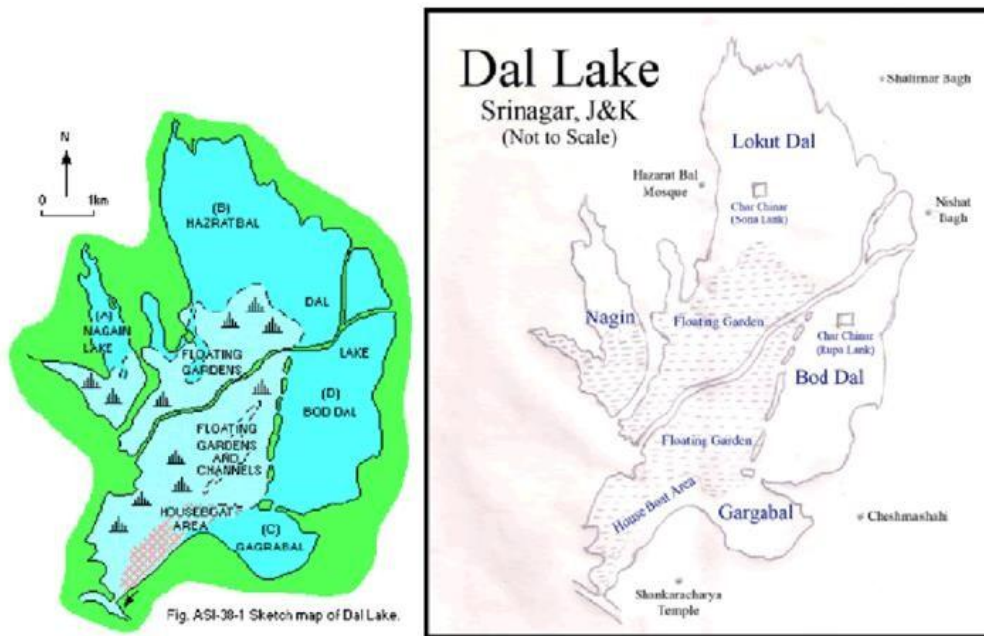 N
0 1km
(B)
HAZRATBAL
(A)
NAGAIN
LAKE
DAL
LAKE
FLOATING
GARDENS
(D)
BOD DAL
FLOATING
GARDENS
AND
CHANNELS
HOUSEBOAT
AREA
(C)
GAGRABAL
Fig. ASI-38-1 Sketch map of Dal Lake.
Dal Lake
Srinagar, J&K
(Not to Scale)
Shalimar Bagh
Lokut Dal
Hazarat Bal
Mosque
Char Chinar
(Sona Lank)
Nishat
Bagh
Nagin
Floating Garden
Char Chinar
(Rupa Lank)
Bod Dal
Floating Garden
House Boat Area
Gargabal
Cheshmashahi
Shankaracharya
Temple